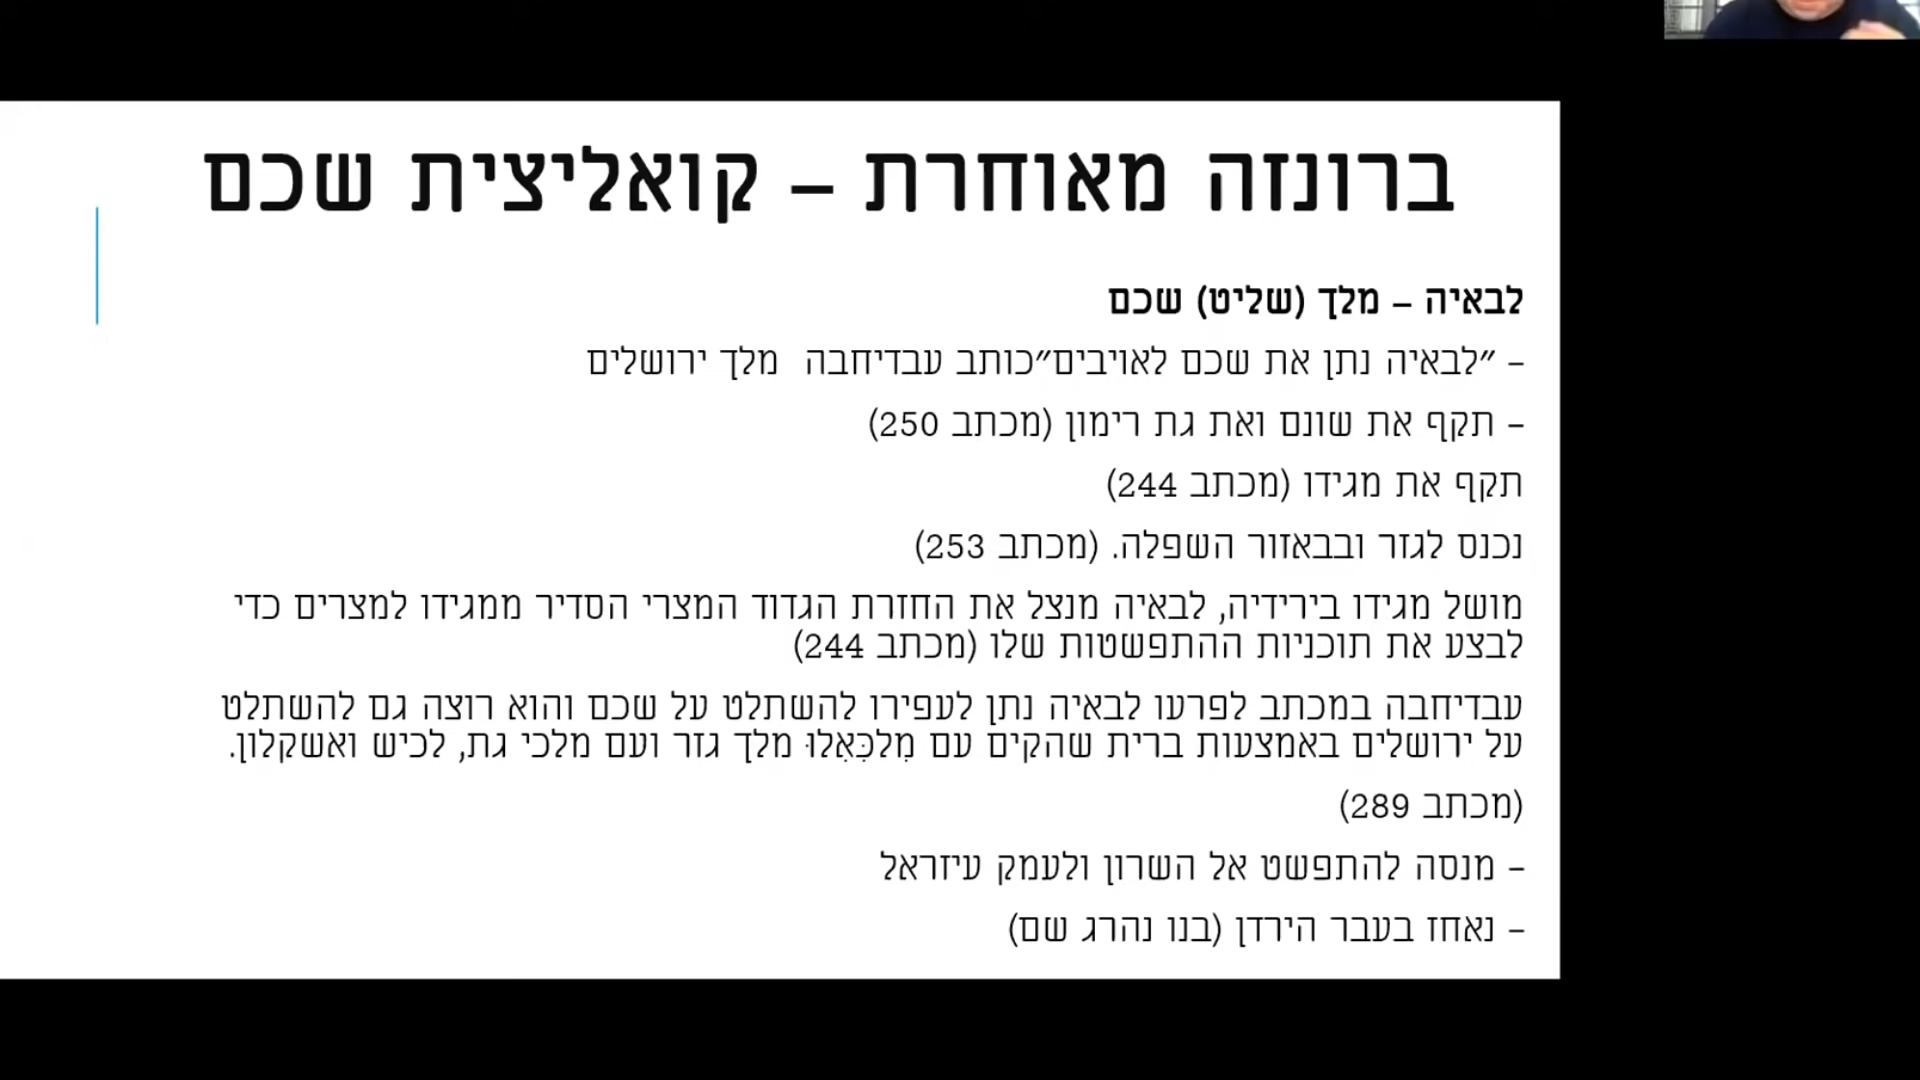 ברונזה מאוחרת – קואליצית שכם
לבאיה – מלך (שליט) שכם
– "לבאיה נתן את שכם לאויבים"כותב עבדיחבה מלך ירושלים
– תקף את שונם ואת גת רימון (מכתב 250)
תקף את מגידו (מכתב 244)
נכנס לגזר ובבאזור השפלה. (מכתב 253)
מושל מגידו בירידיה, לבאיה מנצל את החזרת הגדוד המצרי הסדיר ממגידו למצרים כדי
לבצע את תוכניות ההתפשטות שלו (מכתב 244)
עבדיחבה במכתב לפרעו לבאיה נתן לעפירו להשתלט על שכם והוא רוצה גם להשתלט
על ירושלים באמצעות ברית שהקים עם מִלכִּאִלוּ מלך גזר ועם מלכי גת, לכיש ואשקלון.
(מכתב 289)
– מנסה להתפשט אל השרון ולעמק עיזראל
– נאחז בעבר הירדן (בנו נהרג שם)